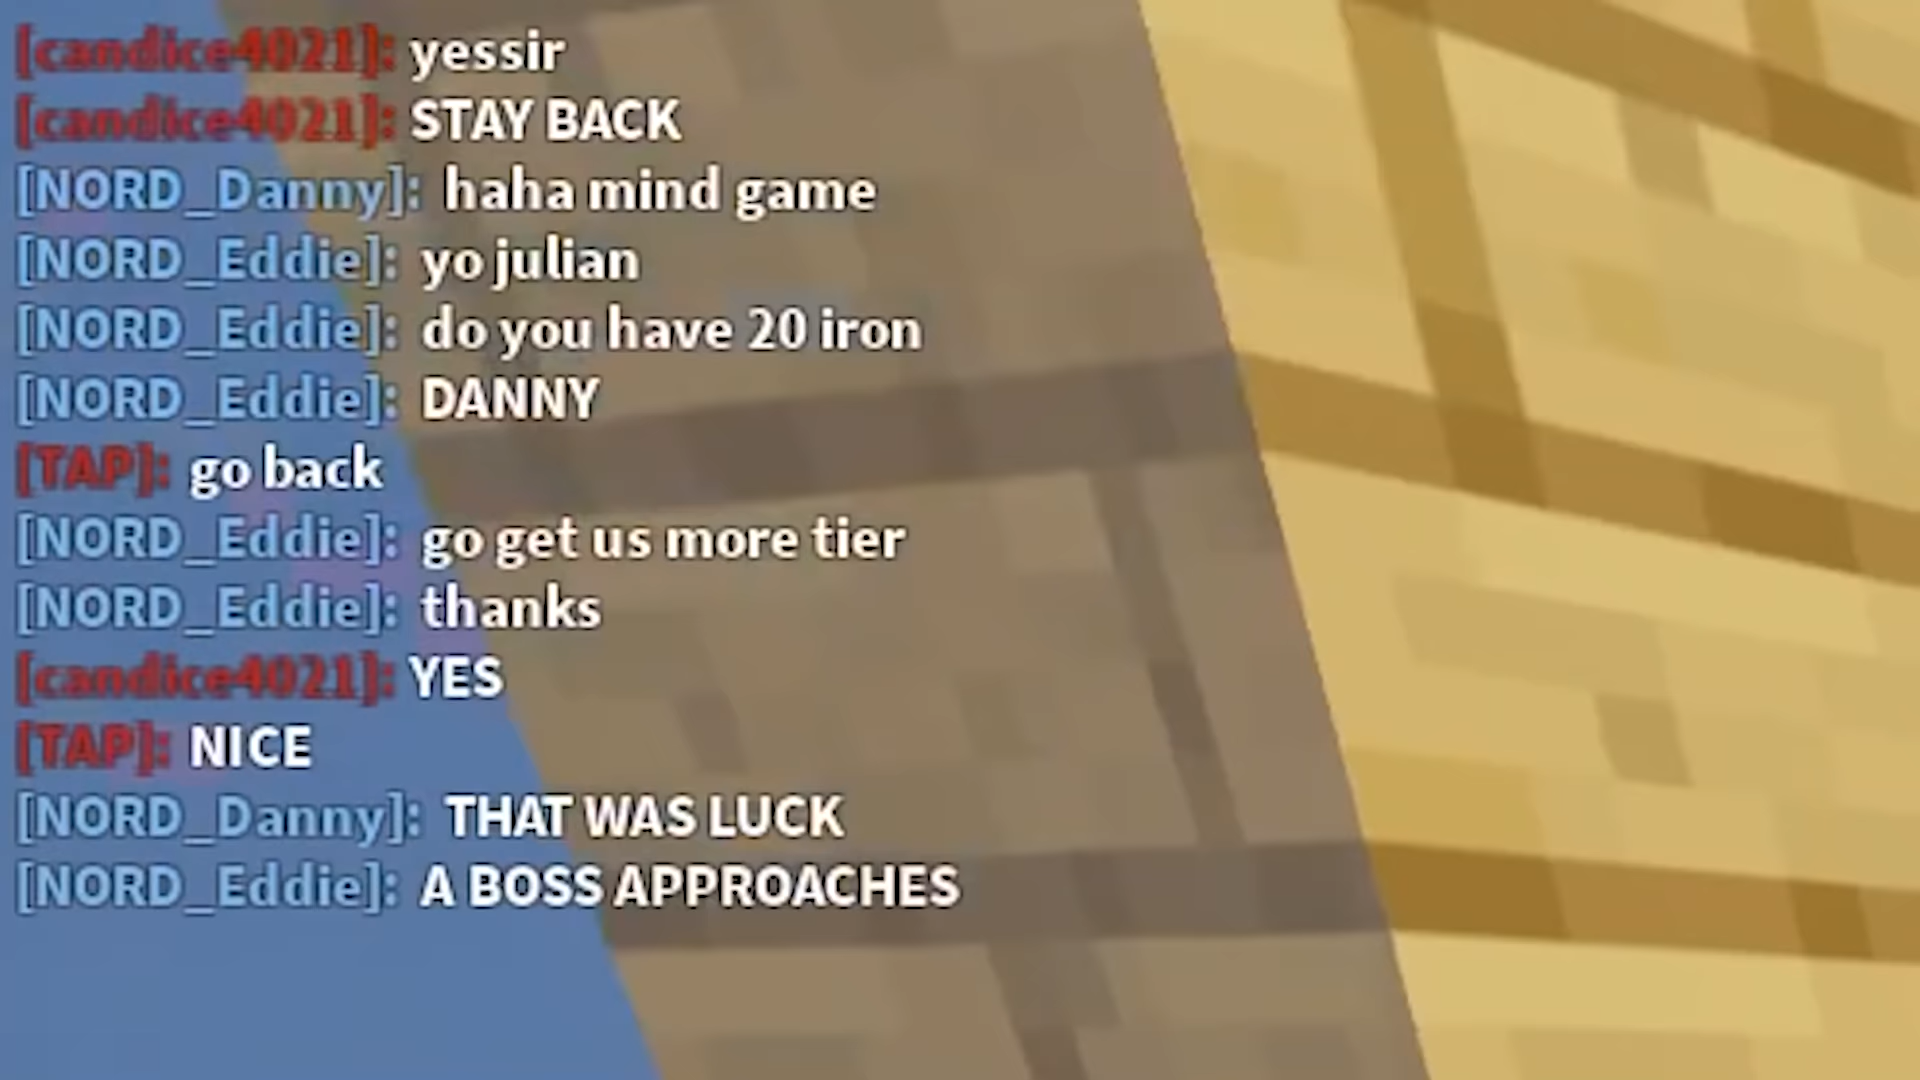 [candice4021]: yessir
[candice4021]: STAY BACK
[NORD_Danny]: haha mind game
[NORD_Eddie]: yo julian
[NORD_Eddie]: do you have 20 iron
[NORD_Eddie]: DANNY
[TAP]: go back
[NORD_Eddie]: go get us more tier
[NORD_Eddie]: thanks
[candice4021]: YES
[TAP]: NICE
[NORD_Danny]: THAT WAS LUCK
[NORD_Eddie]: A BOSS APPROACHES